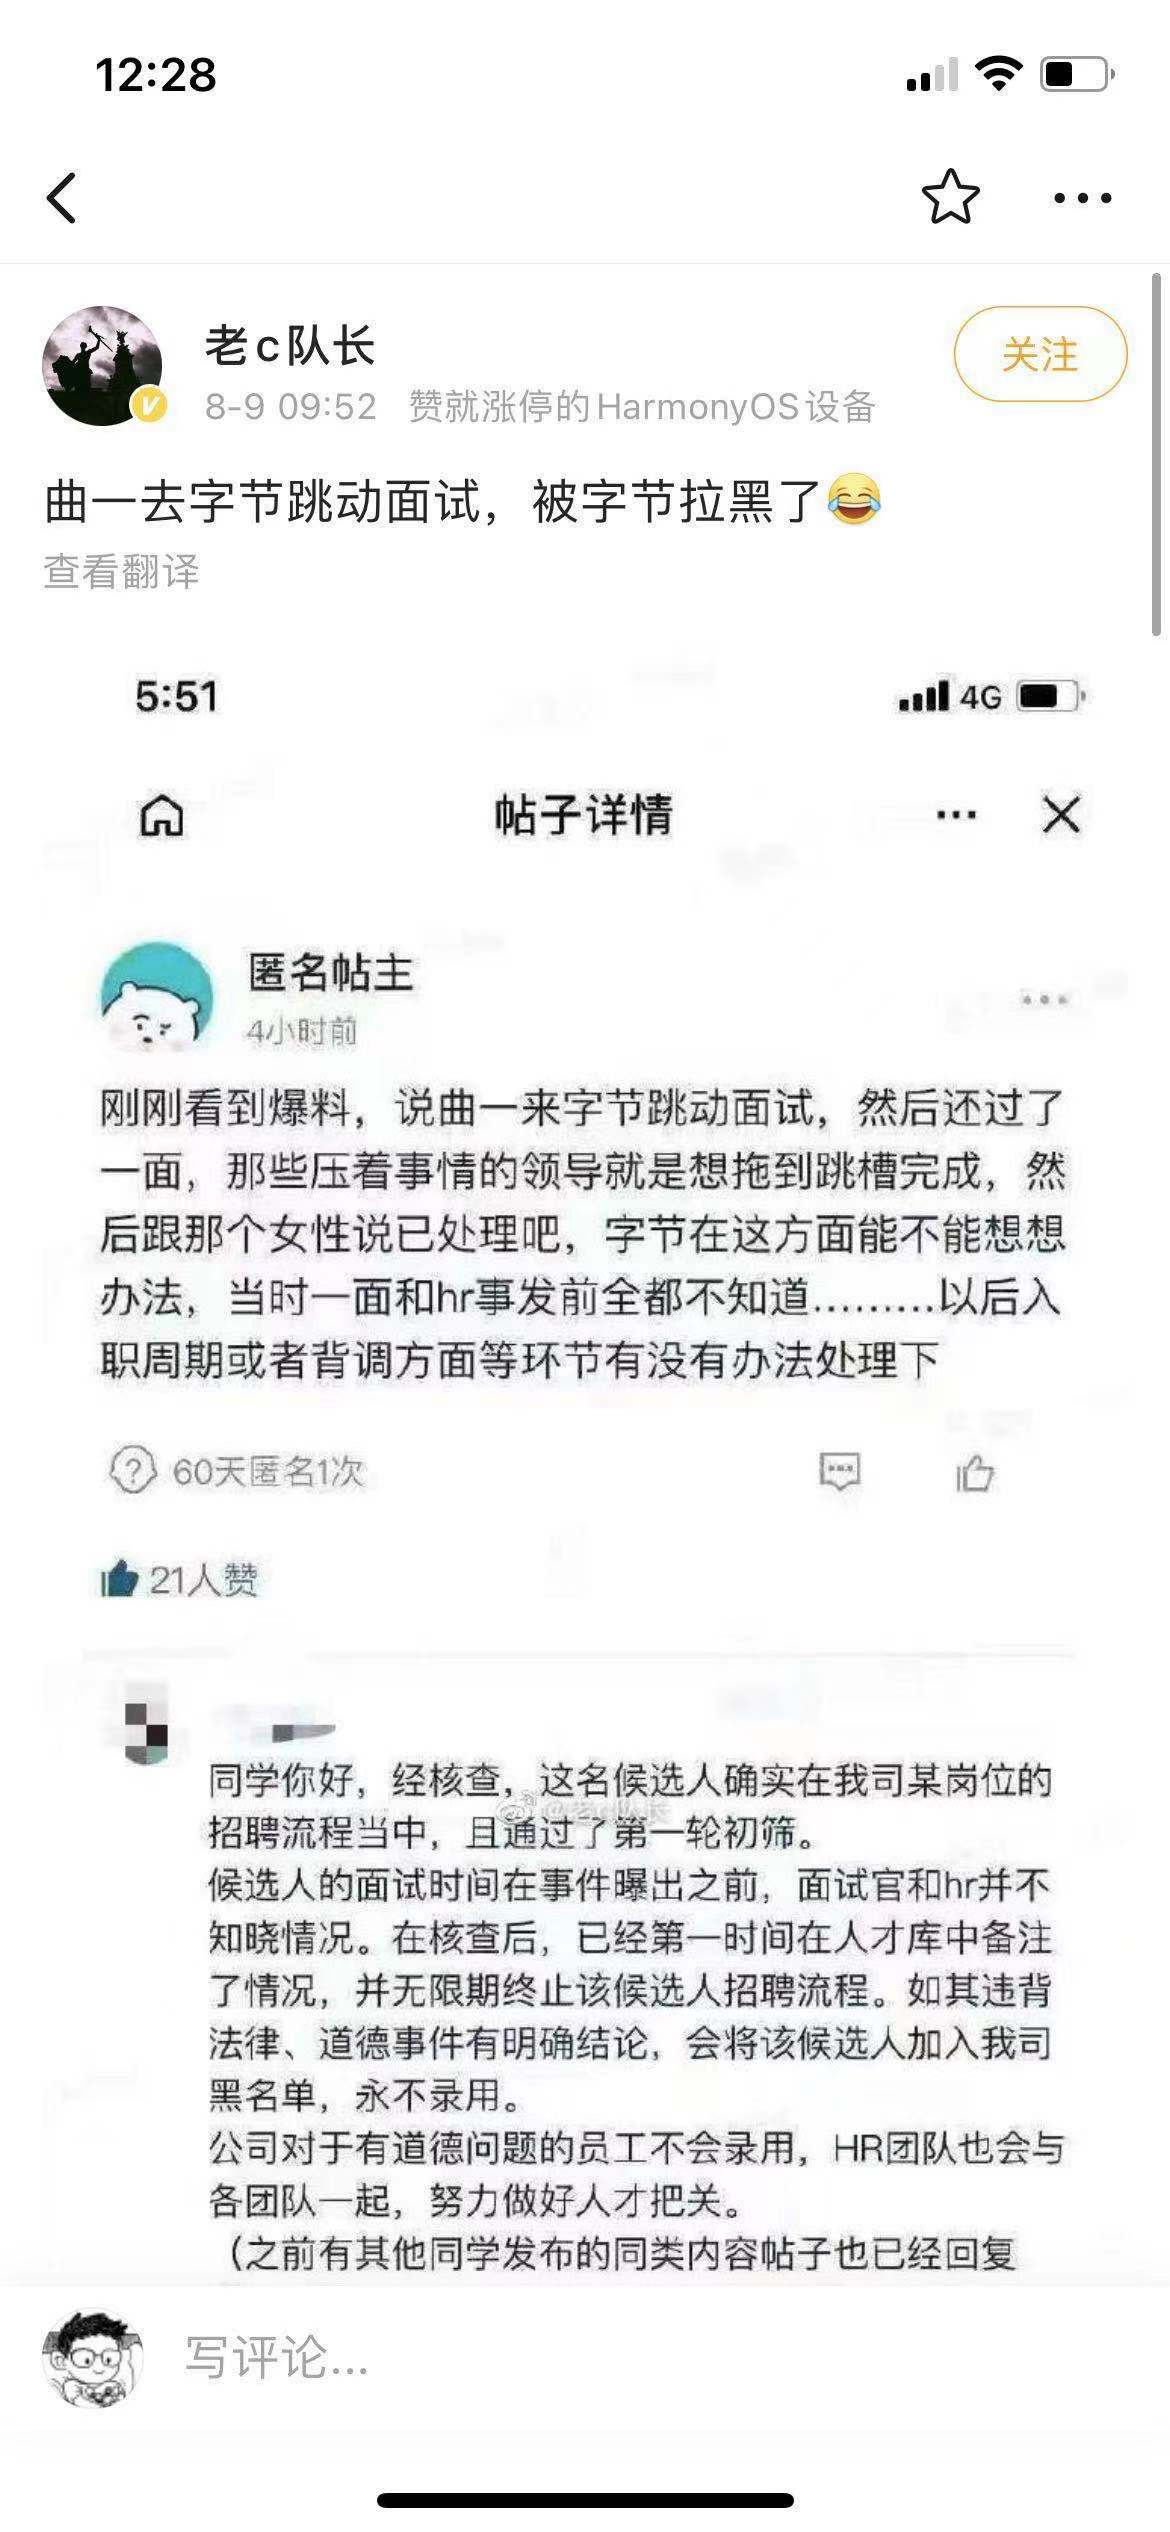 12:28
老c队长
8-9 09:52 赞就涨停的HarmonyOS设备
关注
曲一去字节跳动面试，被字节拉黑了😂
查看翻译
5:51
4G
帖子详情
匿名帖主
4小时前
刚刚看到爆料，说曲一来字节跳动面试，然后还过了
一面，那些压着事情的领导就是想拖到跳槽完成，然
后跟那个女性说已处理吧，字节在这方面能不能想想
办法，当时一面和hr事发前全都不知道………以后入
职周期或者背调方面等环节有没有办法处理下
60天匿名1次
21人赞
同学你好，经核查，这名候选人确实在我司某岗位的
@老c队长
招聘流程当中，且通过了第一轮初筛。
候选人的面试时间在事件曝出之前，面试官和hr并不
知晓情况。在核查后，已经第一时间在人才库中备注
了情况，并无限期终止该候选人招聘流程。如其违背
法律、道德事件有明确结论，会将该候选人加入我司
黑名单，永不录用。
公司对于有道德问题的员工不会录用，HR团队也会与
各团队一起，努力做好人才把关。
（之前有其他同学发布的同类内容帖子也已经回复
写评论...